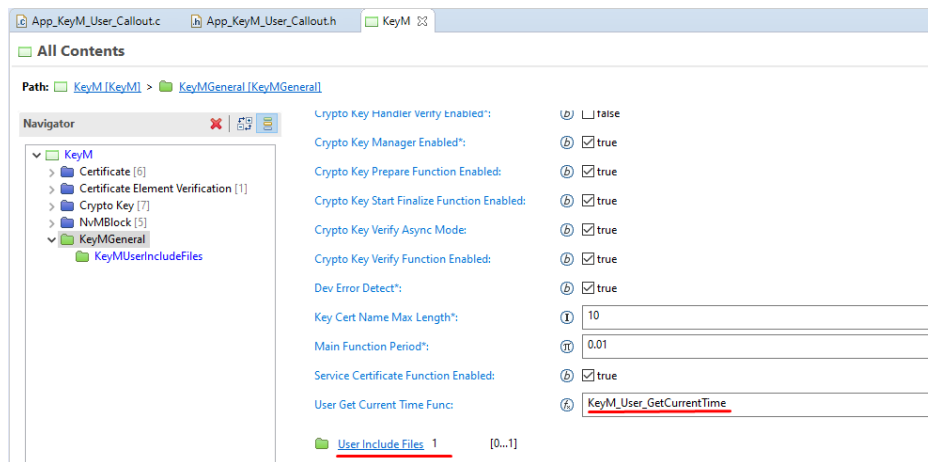 App_KeyM_User_Callout.c App_KeyM_User_Callout.h KeyM
All Contents
Path: KeyM [KeyM] > KeyMGeneral [KeyMGeneral]
Navigator
KeyM
Certificate [6]
Certificate Element Verification [1]
Crypto Key [7]
NvMBlock [5]
KeyMGeneral
KeyMUserIncludeFiles
Crypto Key Handler Verify Enabled*: false
Crypto Key Manager Enabled*: true
Crypto Key Prepare Function Enabled: true
Crypto Key Start Finalize Function Enabled: true
Crypto Key Verify Async Mode: true
Crypto Key Verify Function Enabled: true
Dev Error Detect*: true
Key Cert Name Max Length*: 10
Main Function Period*: 0.01
Service Certificate Function Enabled: true
User Get Current Time Func: KeyM_User_GetCurrentTime
User Include Files 1 [0...1]